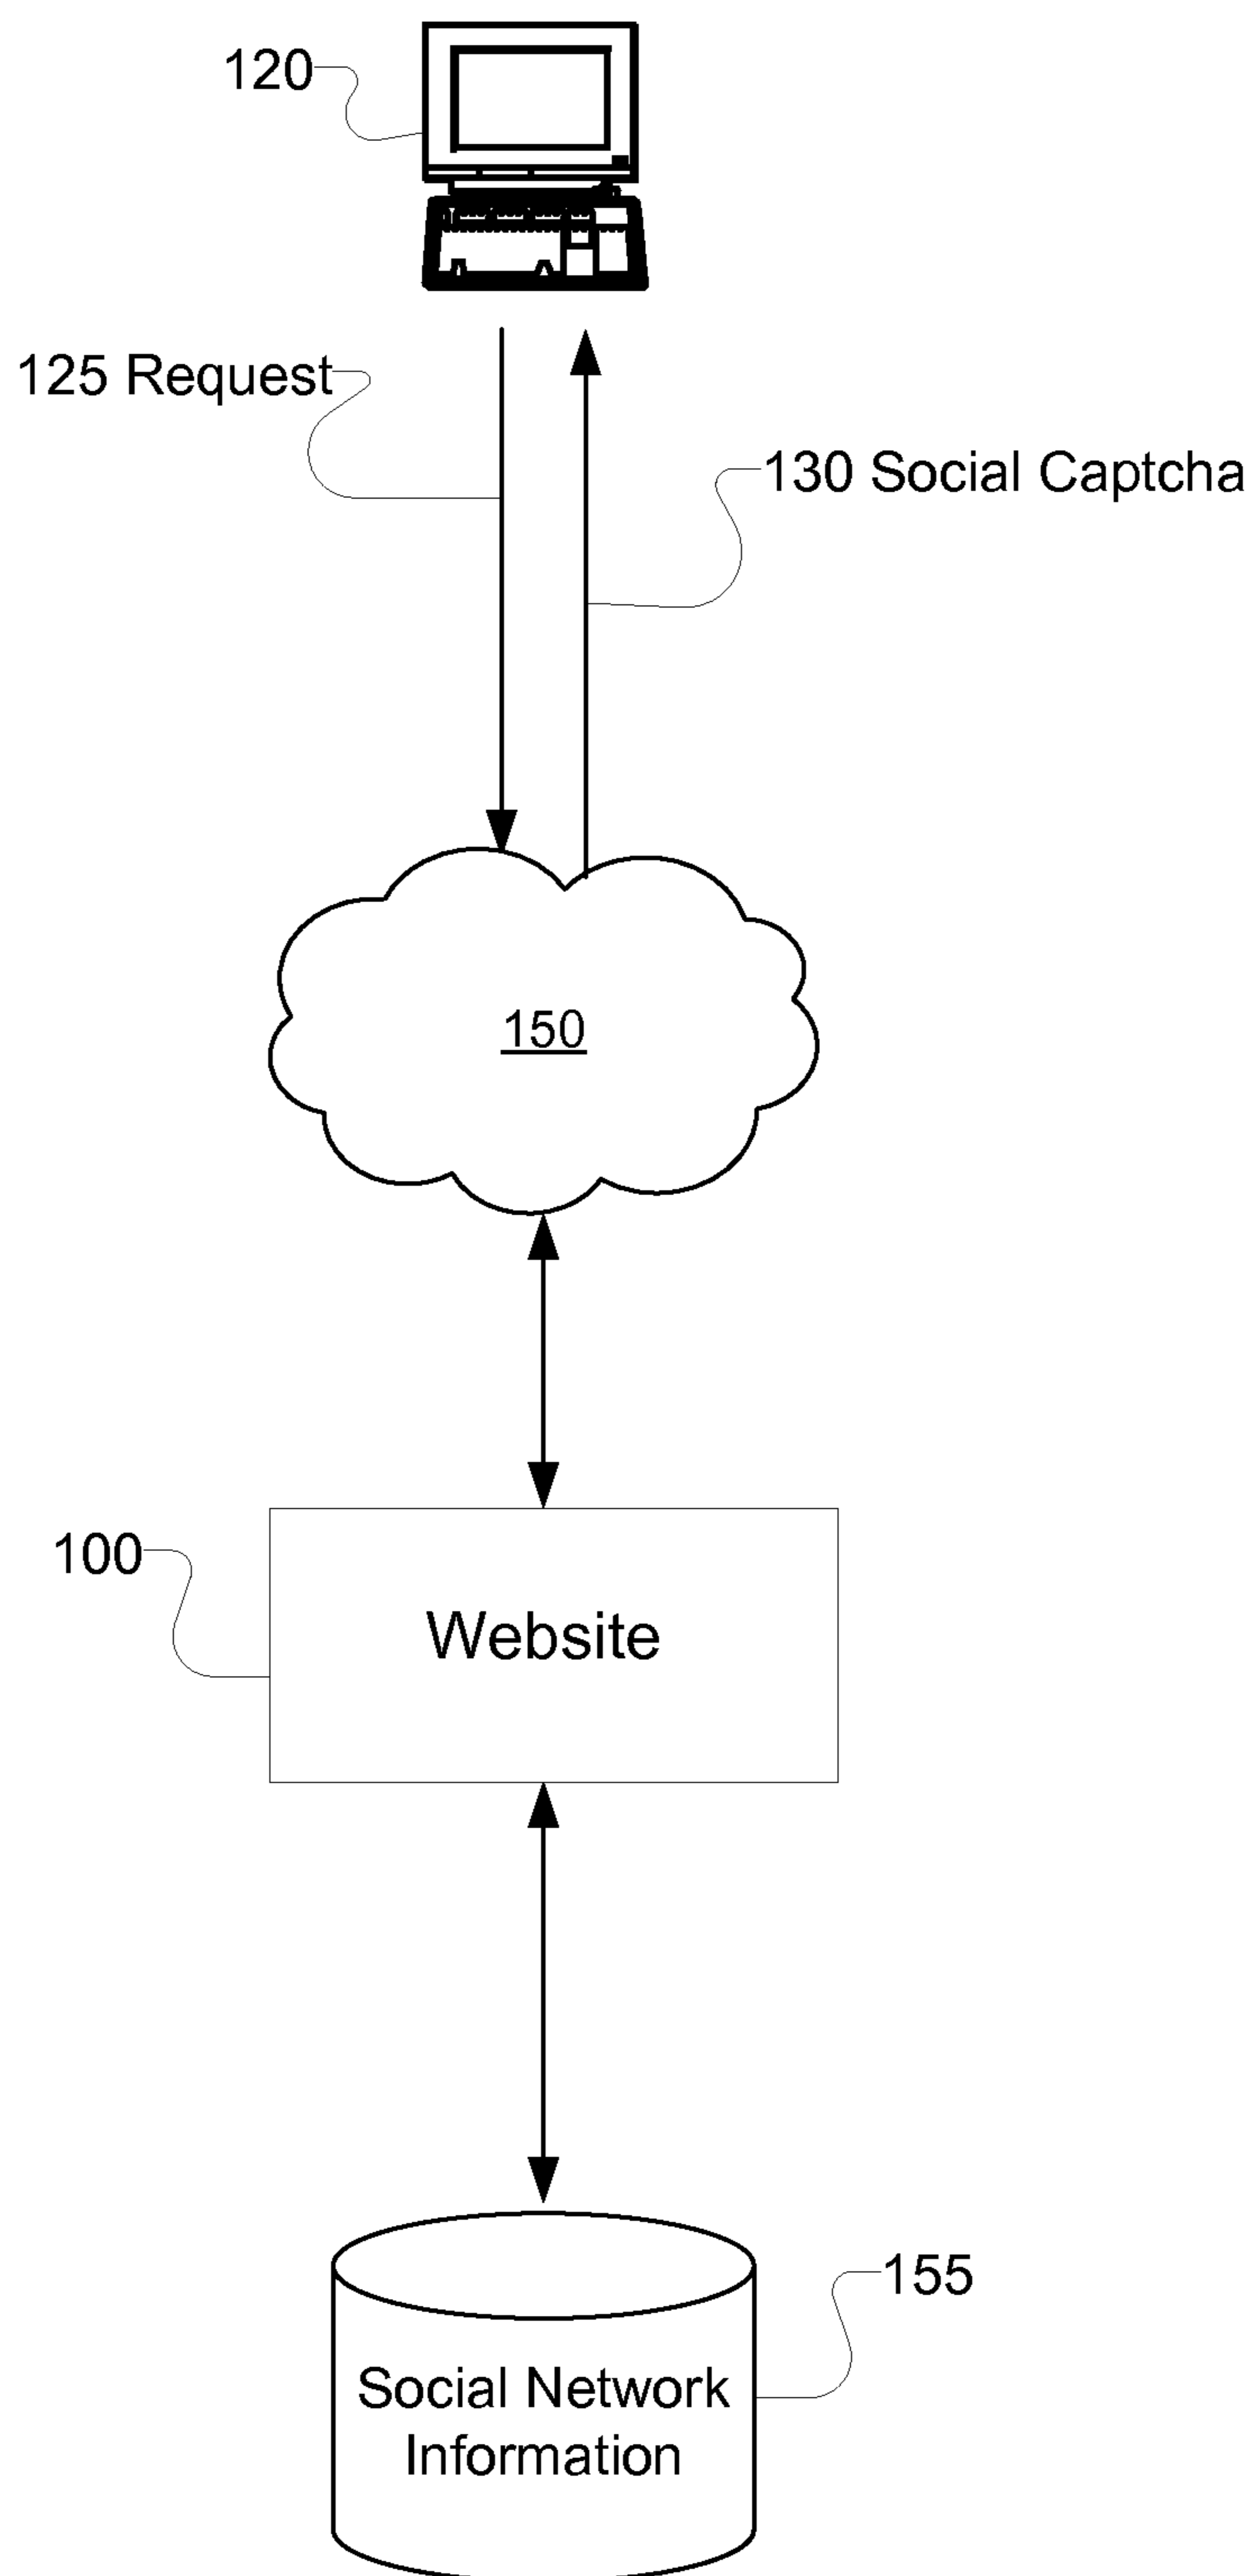 120
125 Request
130 Social Captcha
150
100
Website
155
Social Network
Information